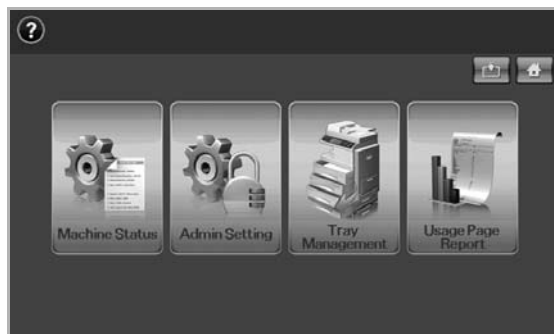 ?
Machine Status
Admin Setting
Tray
Management
Usage Page
Report